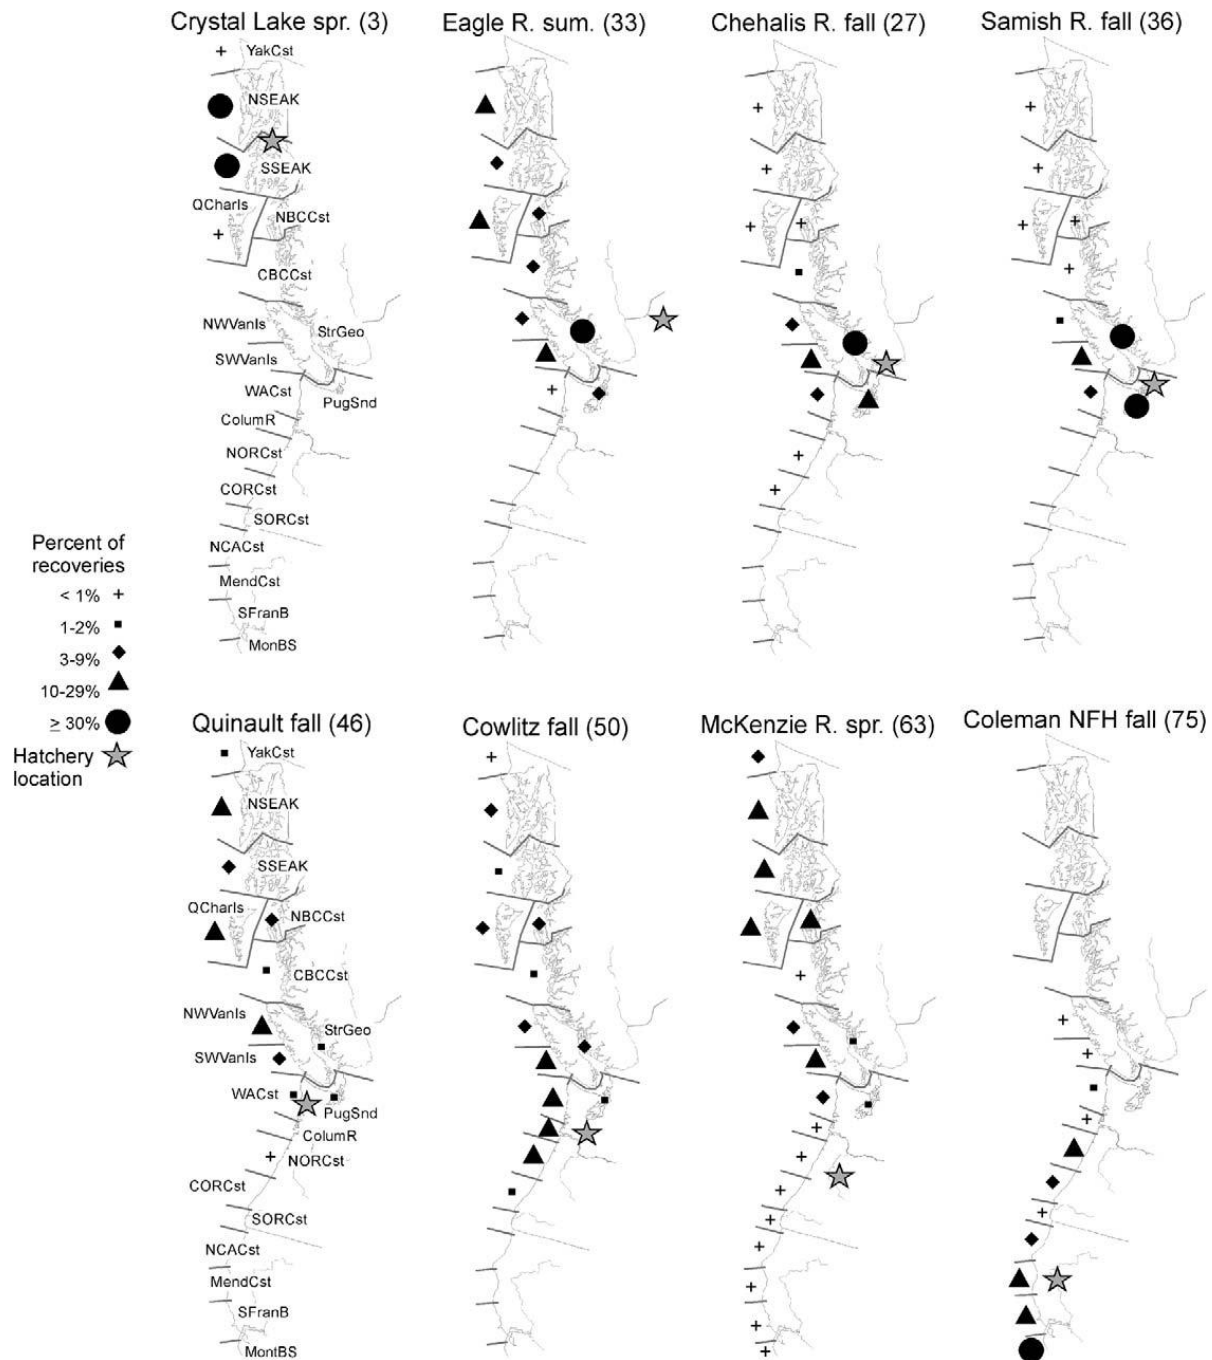 Crystal Lake spr. (3)
Eagle R. sum. (33)
Chehalis R. fall (27)
Samish R. fall (36)
YakCst
NSEAK
SSEAK
QCharIs
NBCCst
CBCCst
NWVanIs
StrGeo
SWVanIs
WACst
PugSnd
ColumR
NORCst
CORCst
SORCst
NCACst
MendCst
SFranB
MonBS
Percent of
recoveries
< 1%
1-2%
3-9%
10-29%
≥ 30%
Hatchery
location
Quinault fall (46)
Cowlitz fall (50)
McKenzie R. spr. (63)
Coleman NFH fall (75)
YakCst
NSEAK
SSEAK
QCharIs
NBCCst
CBCCst
NWVanIs
StrGeo
SWVanIs
WACst
PugSnd
ColumR
NORCst
CORCst
SORCst
NCACst
MendCst
SFranB
MontBS